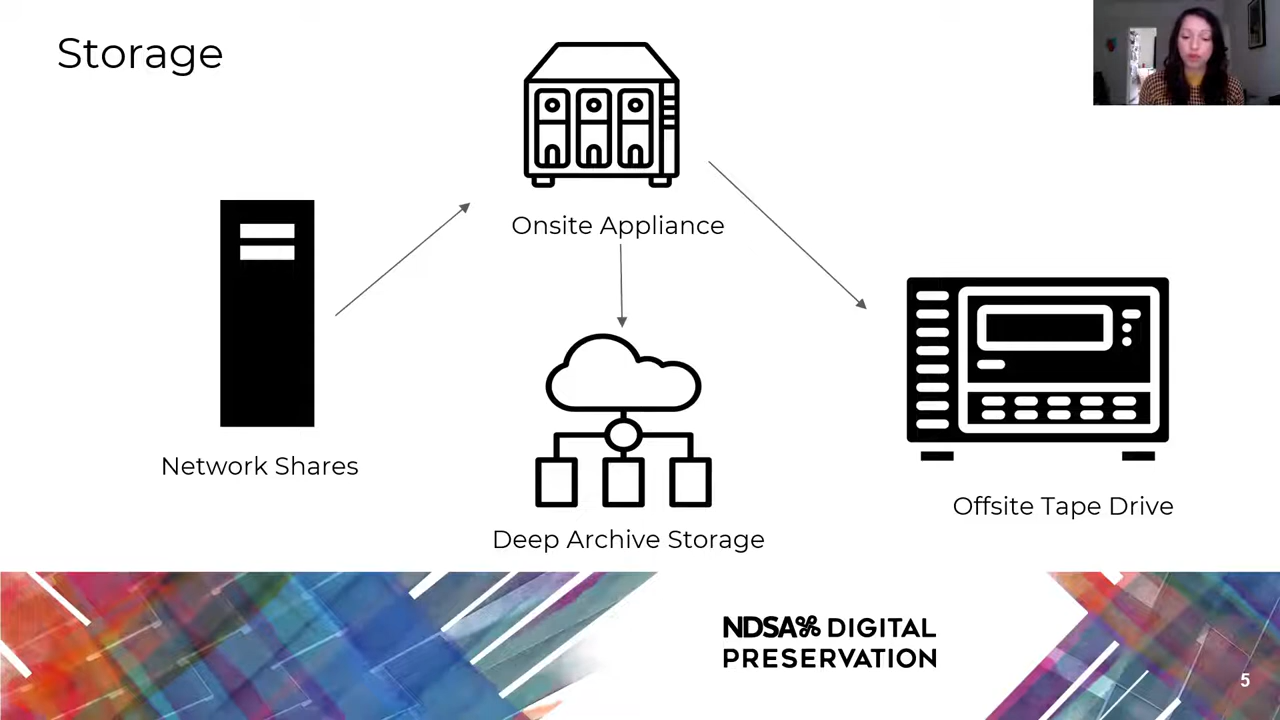 Storage
Onsite Appliance
Network Shares
Offsite Tape Drive
Deep Archive Storage
NDSA DIGITAL
PRESERVATION
5